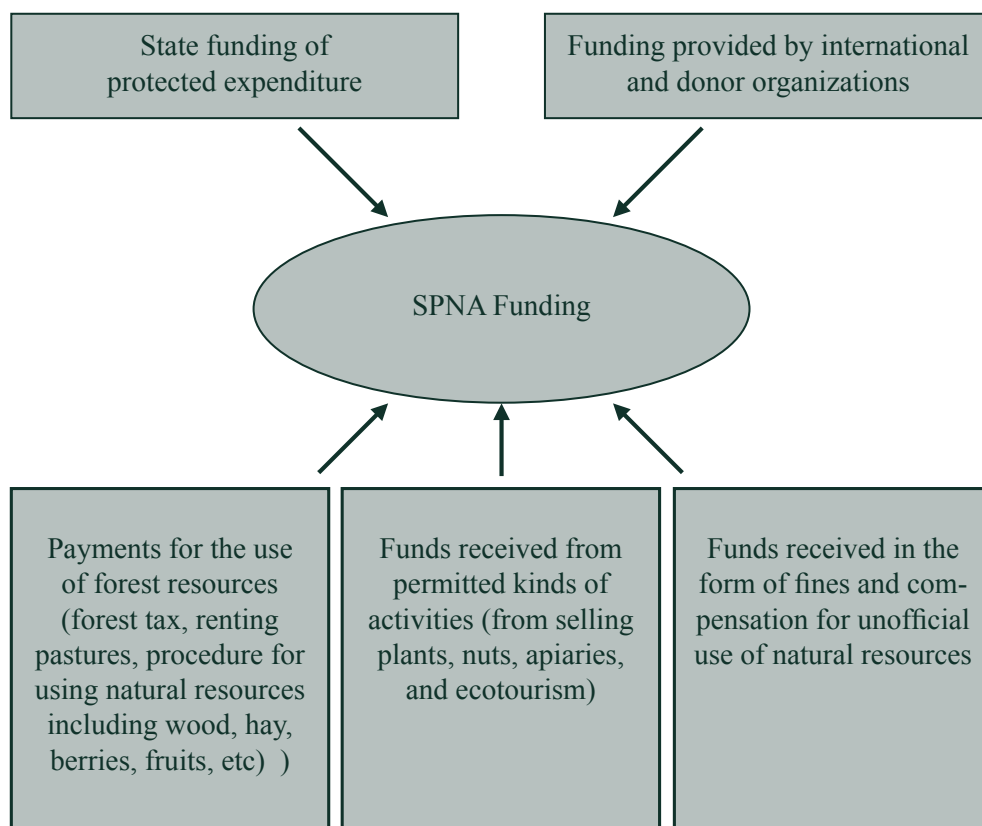 State funding of
protected expenditure
Funding provided by international
and donor organizations
SPNA Funding
Payments for the use
of forest resources
(forest tax, renting
pastures, procedure for
using natural resources
including wood, hay,
berries, fruits, etc)  )
Funds received from
permitted kinds of
activities (from selling
plants, nuts, apiaries,
and ecotourism)
Funds received in the
form of fines and com-
pensation for unofficial
use of natural resources